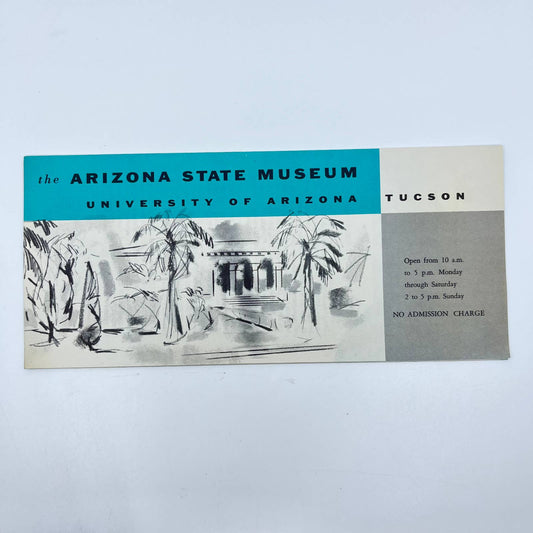 the ARIZONA STATE MUSEUM
UNIVERSITY OF ARIZONA TUCSON
Open from 10 a.m.
to 5 p.m. Monday
through Saturday
2 to 5 p.m. Sunday
NO ADMISSION CHARGE